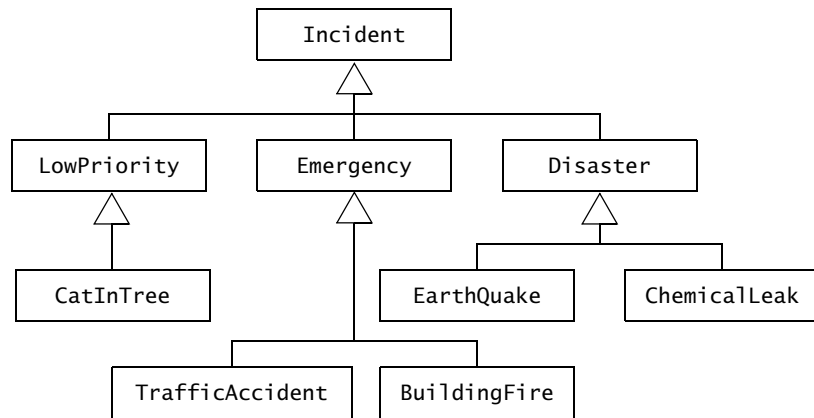 Incident
LowPriority
Emergency
Disaster
CatInTree
EarthQuake
ChemicalLeak
TrafficAccident
BuildingFire